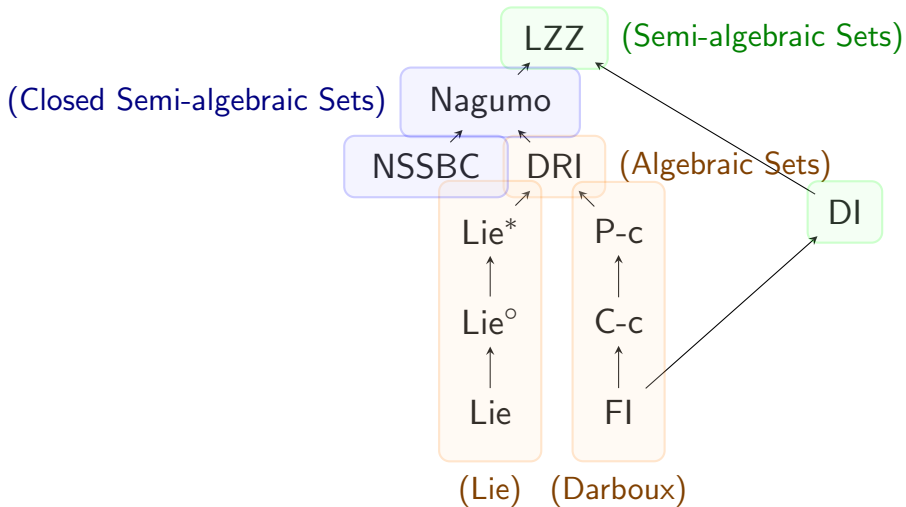 LZZ (Semi-algebraic Sets)
(Closed Semi-algebraic Sets) Nagumo
NSSBC DRI (Algebraic Sets)
DI
Lie* P-c
Lie° C-c
Lie FI
(Lie) (Darboux)